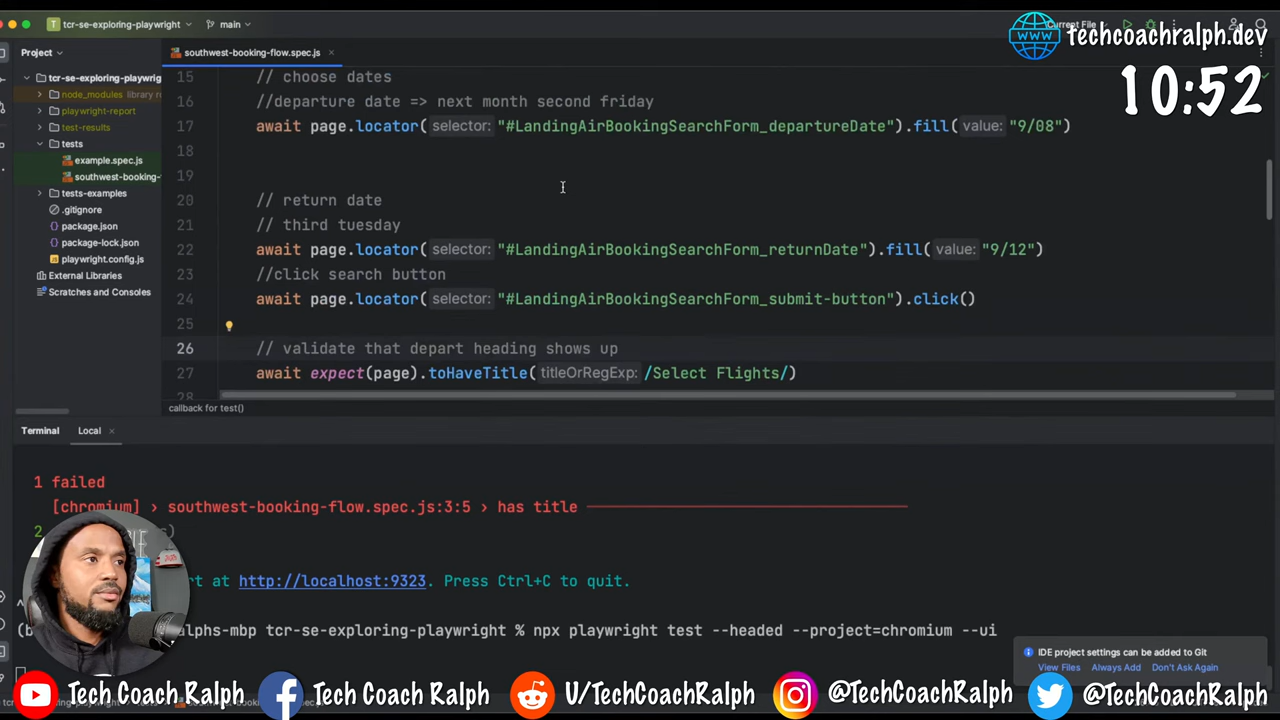 tcr-se-exploring-playwright
main
Current File
techcoachralph.dev
10:52
Project
southwest-booking-flow.spec.js
tcr-se-exploring-playwright
node_modules library r
playwright-report
test-results
tests
example.spec.js
southwest-booking-
tests-examples
.gitignore
package.json
package-lock.json
playwright.config.js
External Libraries
Scratches and Consoles
15 // choose dates
16 //departure date => next month second friday
17 await page.locator( selector: "#LandingAirBookingSearchForm_departureDate").fill( value: "9/08")
18
19
20 // return date
21 // third tuesday
22 await page.locator( selector: "#LandingAirBookingSearchForm_returnDate").fill( value: "9/12")
23 //click search button
24 await page.locator( selector: "#LandingAirBookingSearchForm_submit-button").click()
25
26 // validate that depart heading shows up
27 await expect(page).toHaveTitle( titleOrRegExp: /Select Flights/)
28
callback for test()
Terminal Local
1 failed
[chromium] › southwest-booking-flow.spec.js:3:5 › has title
2
rt at http://localhost:9323. Press Ctrl+C to quit.
alphs-mbp tcr-se-exploring-playwright % npx playwright test --headed --project=chromium --ui
IDE project settings can be added to Git
View Files Always Add Don't Ask Again
Tech Coach Ralph
Tech Coach Ralph
U/TechCoachRalph
@TechCoachRalph
@TechCoachRalph